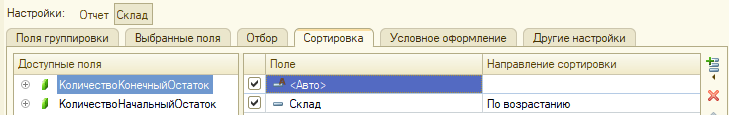 Настройки: Отчет Склад
Поля группировки Выбранные поля Отбор Сортировка Условное оформление Другие настройки
Доступные поля Поле Направление сортировки
КоличествоКонечныйОстаток <Авто>
КоличествоНачальныйОстаток Склад По возрастанию